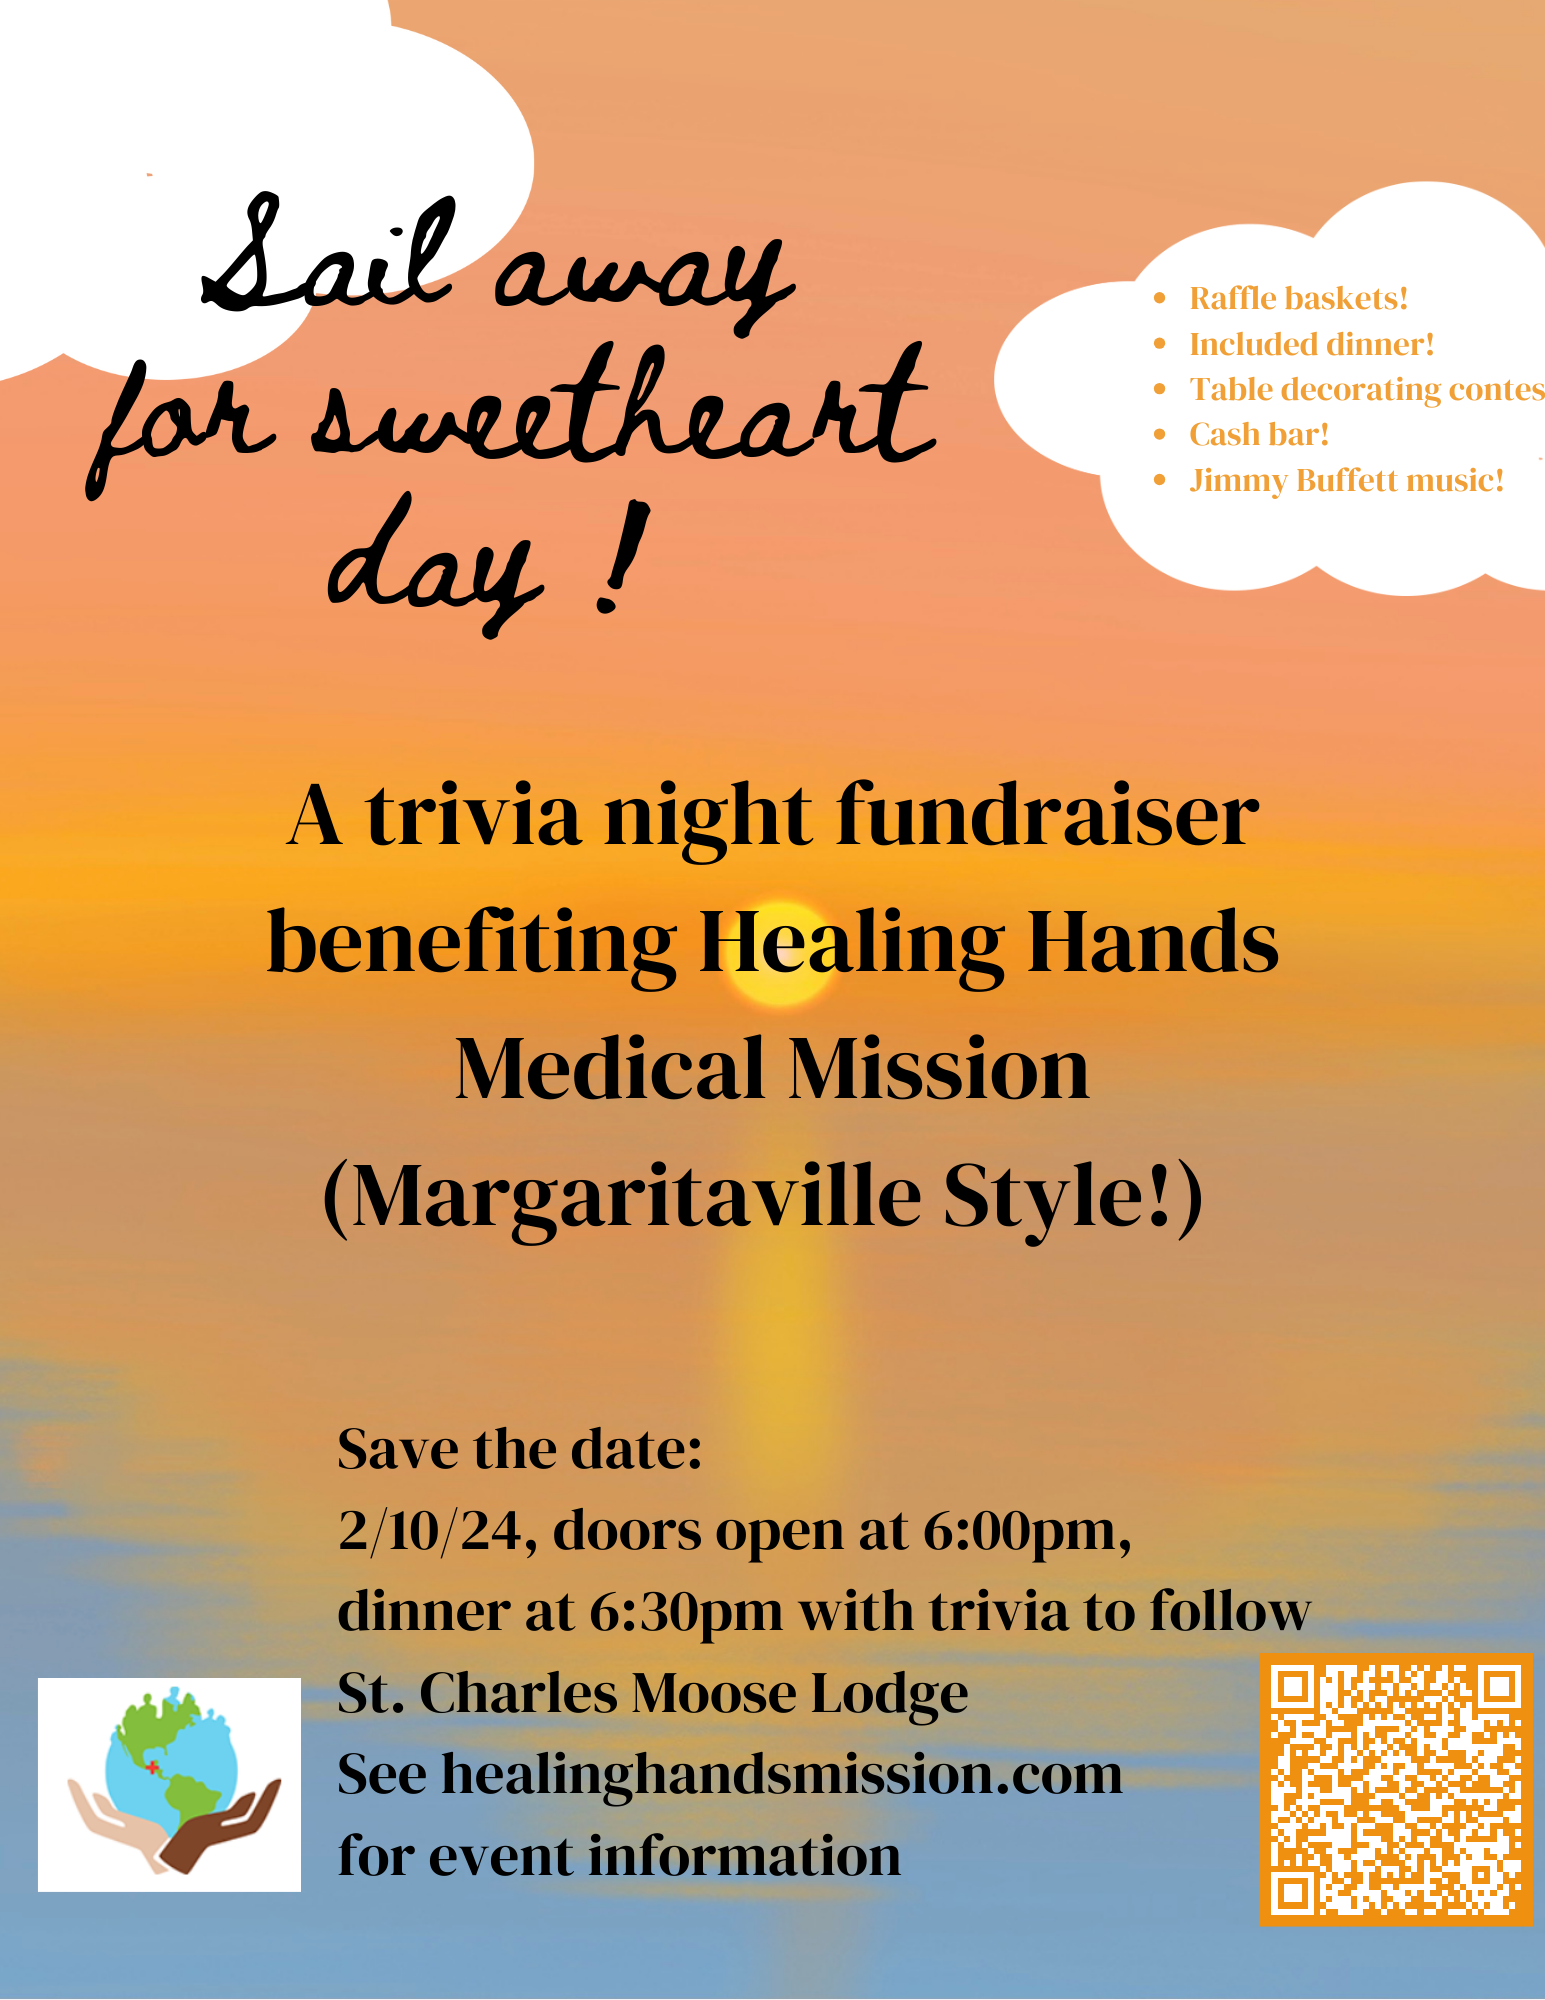 Sail away
for sweetheart
day !
• Raffle baskets!
• Included dinner!
• Table decorating contes
• Cash bar!
• Jimmy Buffett music!
A trivia night fundraiser
benefiting Healing Hands
Medical Mission
(Margaritaville Style!)
Save the date:
2/10/24, doors open at 6:00pm,
dinner at 6:30pm with trivia to follow
St. Charles Moose Lodge
See healinghandsmission.com
for event information